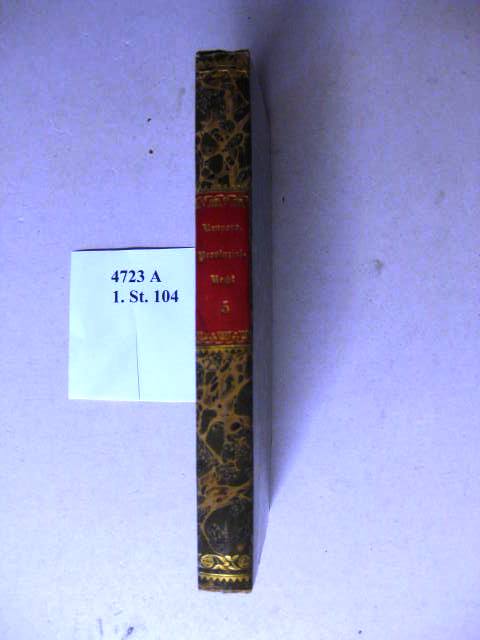 4723 A
1. St. 104
Provinzial-
Recht
5